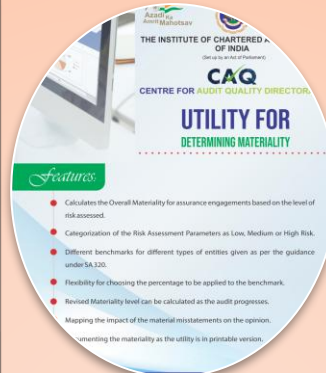 Azadi Ka
Amrit Mahotsav
THE INSTITUTE OF CHARTERED
OF INDIA
(Set up by an Act of Parliament)
CAQ
CENTRE FOR AUDIT QUALITY
UTILITY FOR
DETERMINING MATERIALITY
Features:
Calculates the Overall Materiality for assurance engagements based on the level of
risk assessed.
Categorization of the Risk Assessment Parameters as Low, Medium or High Risk.
Different benchmarks for different types of entities given as per the guidance
under SA 320.
Flexibility for choosing the percentage to be applied to the benchmark.
Revised Materiality level can be calculated as the audit progresses.
Mapping the impact of the material misstatements on the opinion.
the materiality as the utility is in printable version.